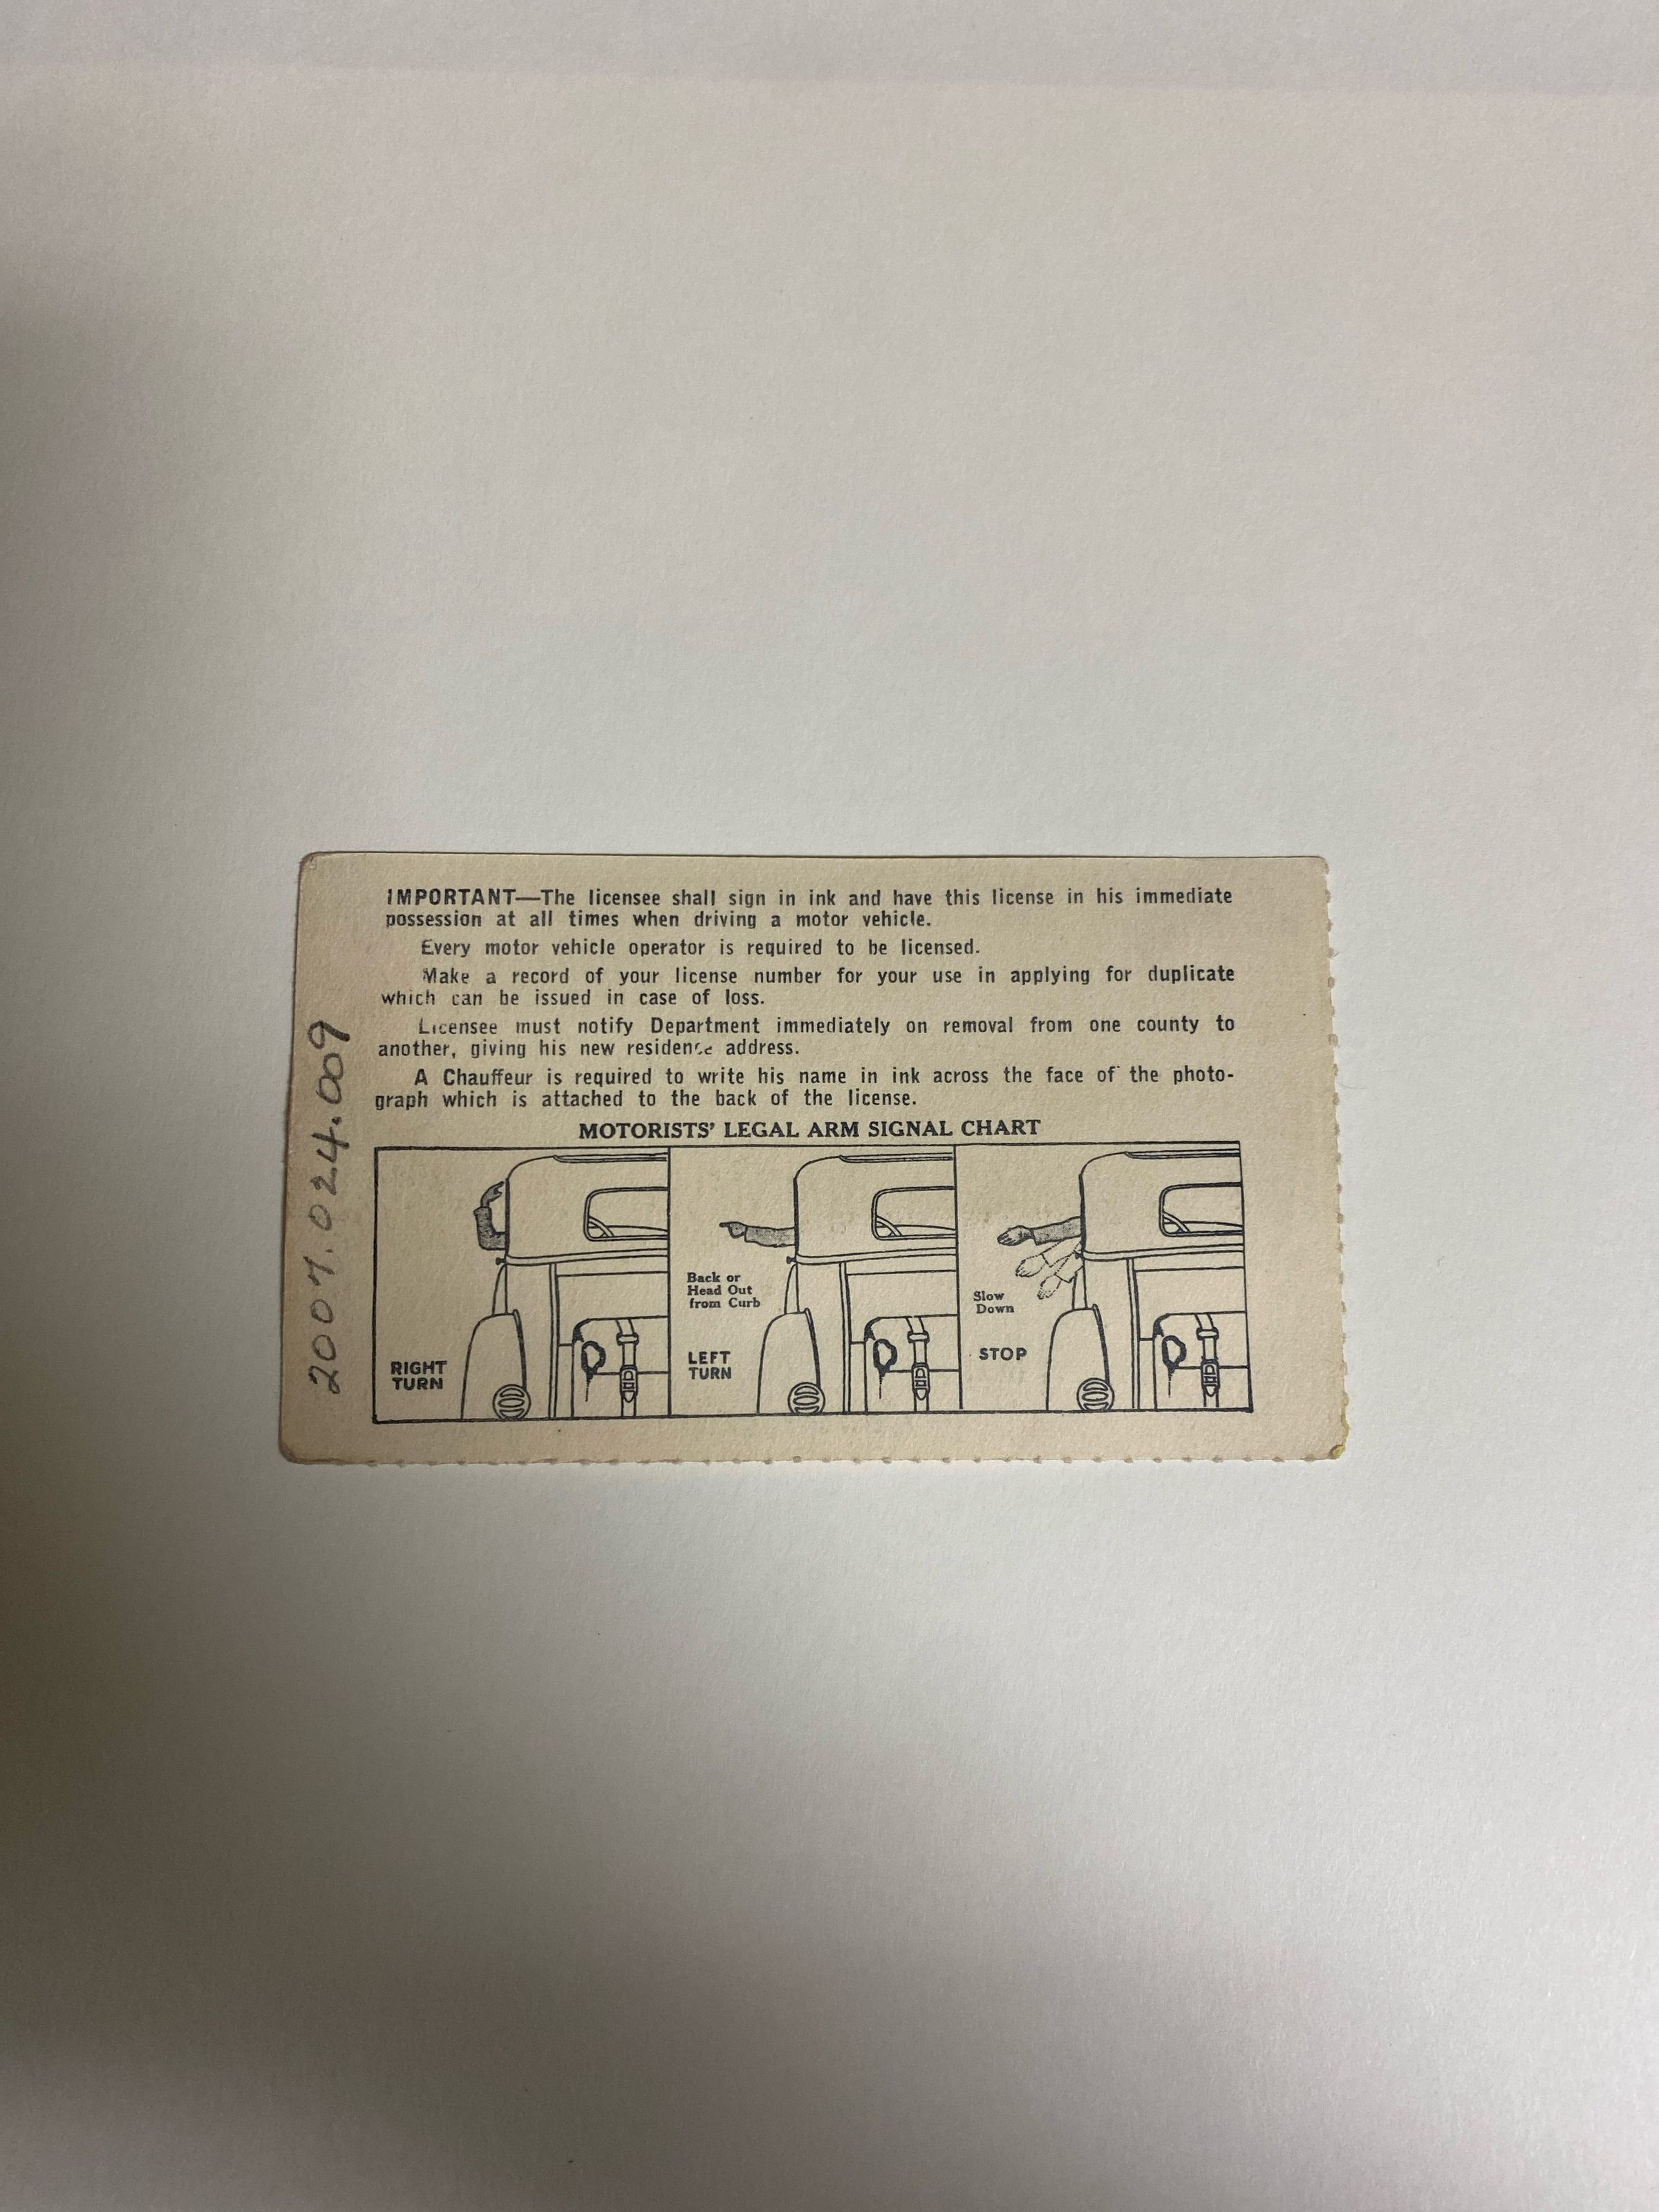 IMPORTANT—The licensee shall sign in ink and have this license in his immediate
possession at all times when driving a motor vehicle.
Every motor vehicle operator is required to be licensed.
Make a record of your license number for your use in applying for duplicate
which can be issued in case of loss.
Licensee must notify Department immediately on removal from one county to
another, giving his new residence address.
A Chauffeur is required to write his name in ink across the face of the photo-
graph which is attached to the back of the license.
MOTORISTS' LEGAL ARM SIGNAL CHART
RIGHT
TURN
Back or
Head Out
from Curb
LEFT
TURN
Slow
Down
STOP
2007.024.009